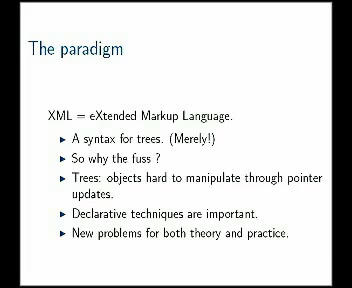 The paradigm
XML = eXtended Markup Language.
▶ A syntax for trees. (Merely!)
▶ So why the fuss ?
▶ Trees: objects hard to manipulate through pointer
updates.
▶ Declarative techniques are important.
▶ New problems for both theory and practice.